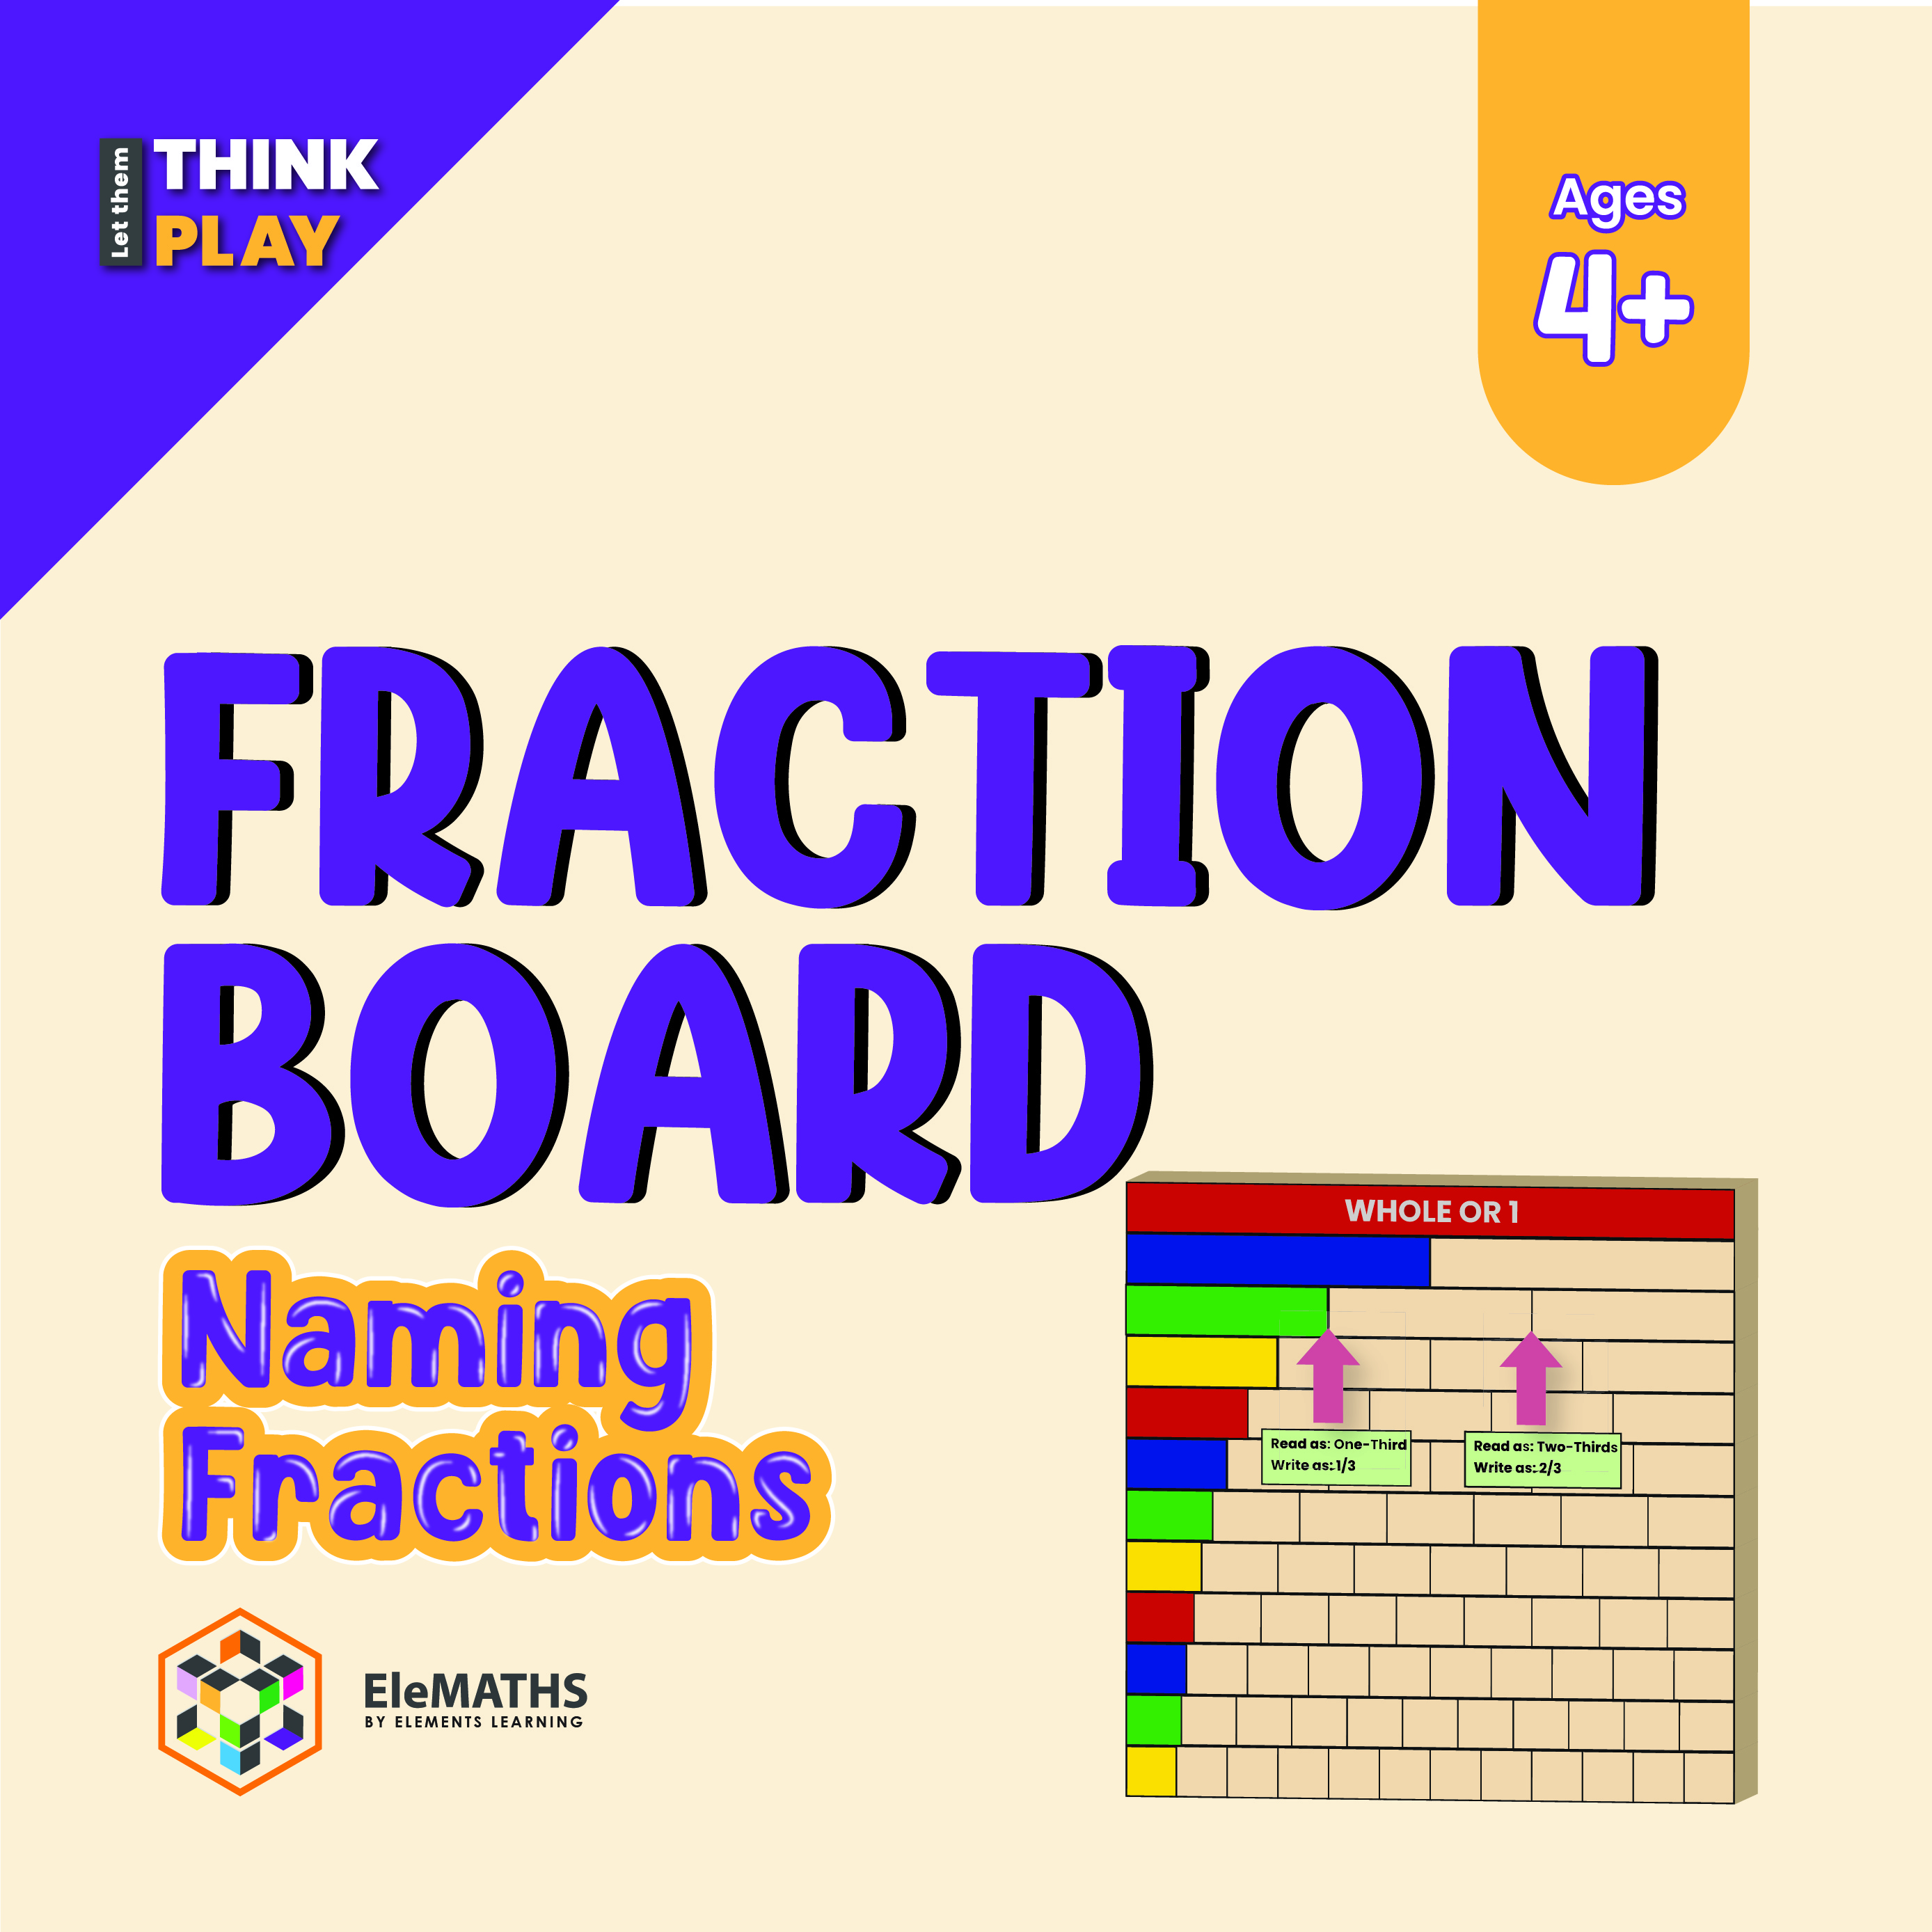 Let them
THINK
PLAY
Ages
4+
FRACTION
BOARD
Naming
Fractions
WHOLE OR 1
Read as: One-Third
Write as: 1/3
Read as: Two-Thirds
Write as: 2/3
EleMATHS
BY ELEMENTS LEARNING